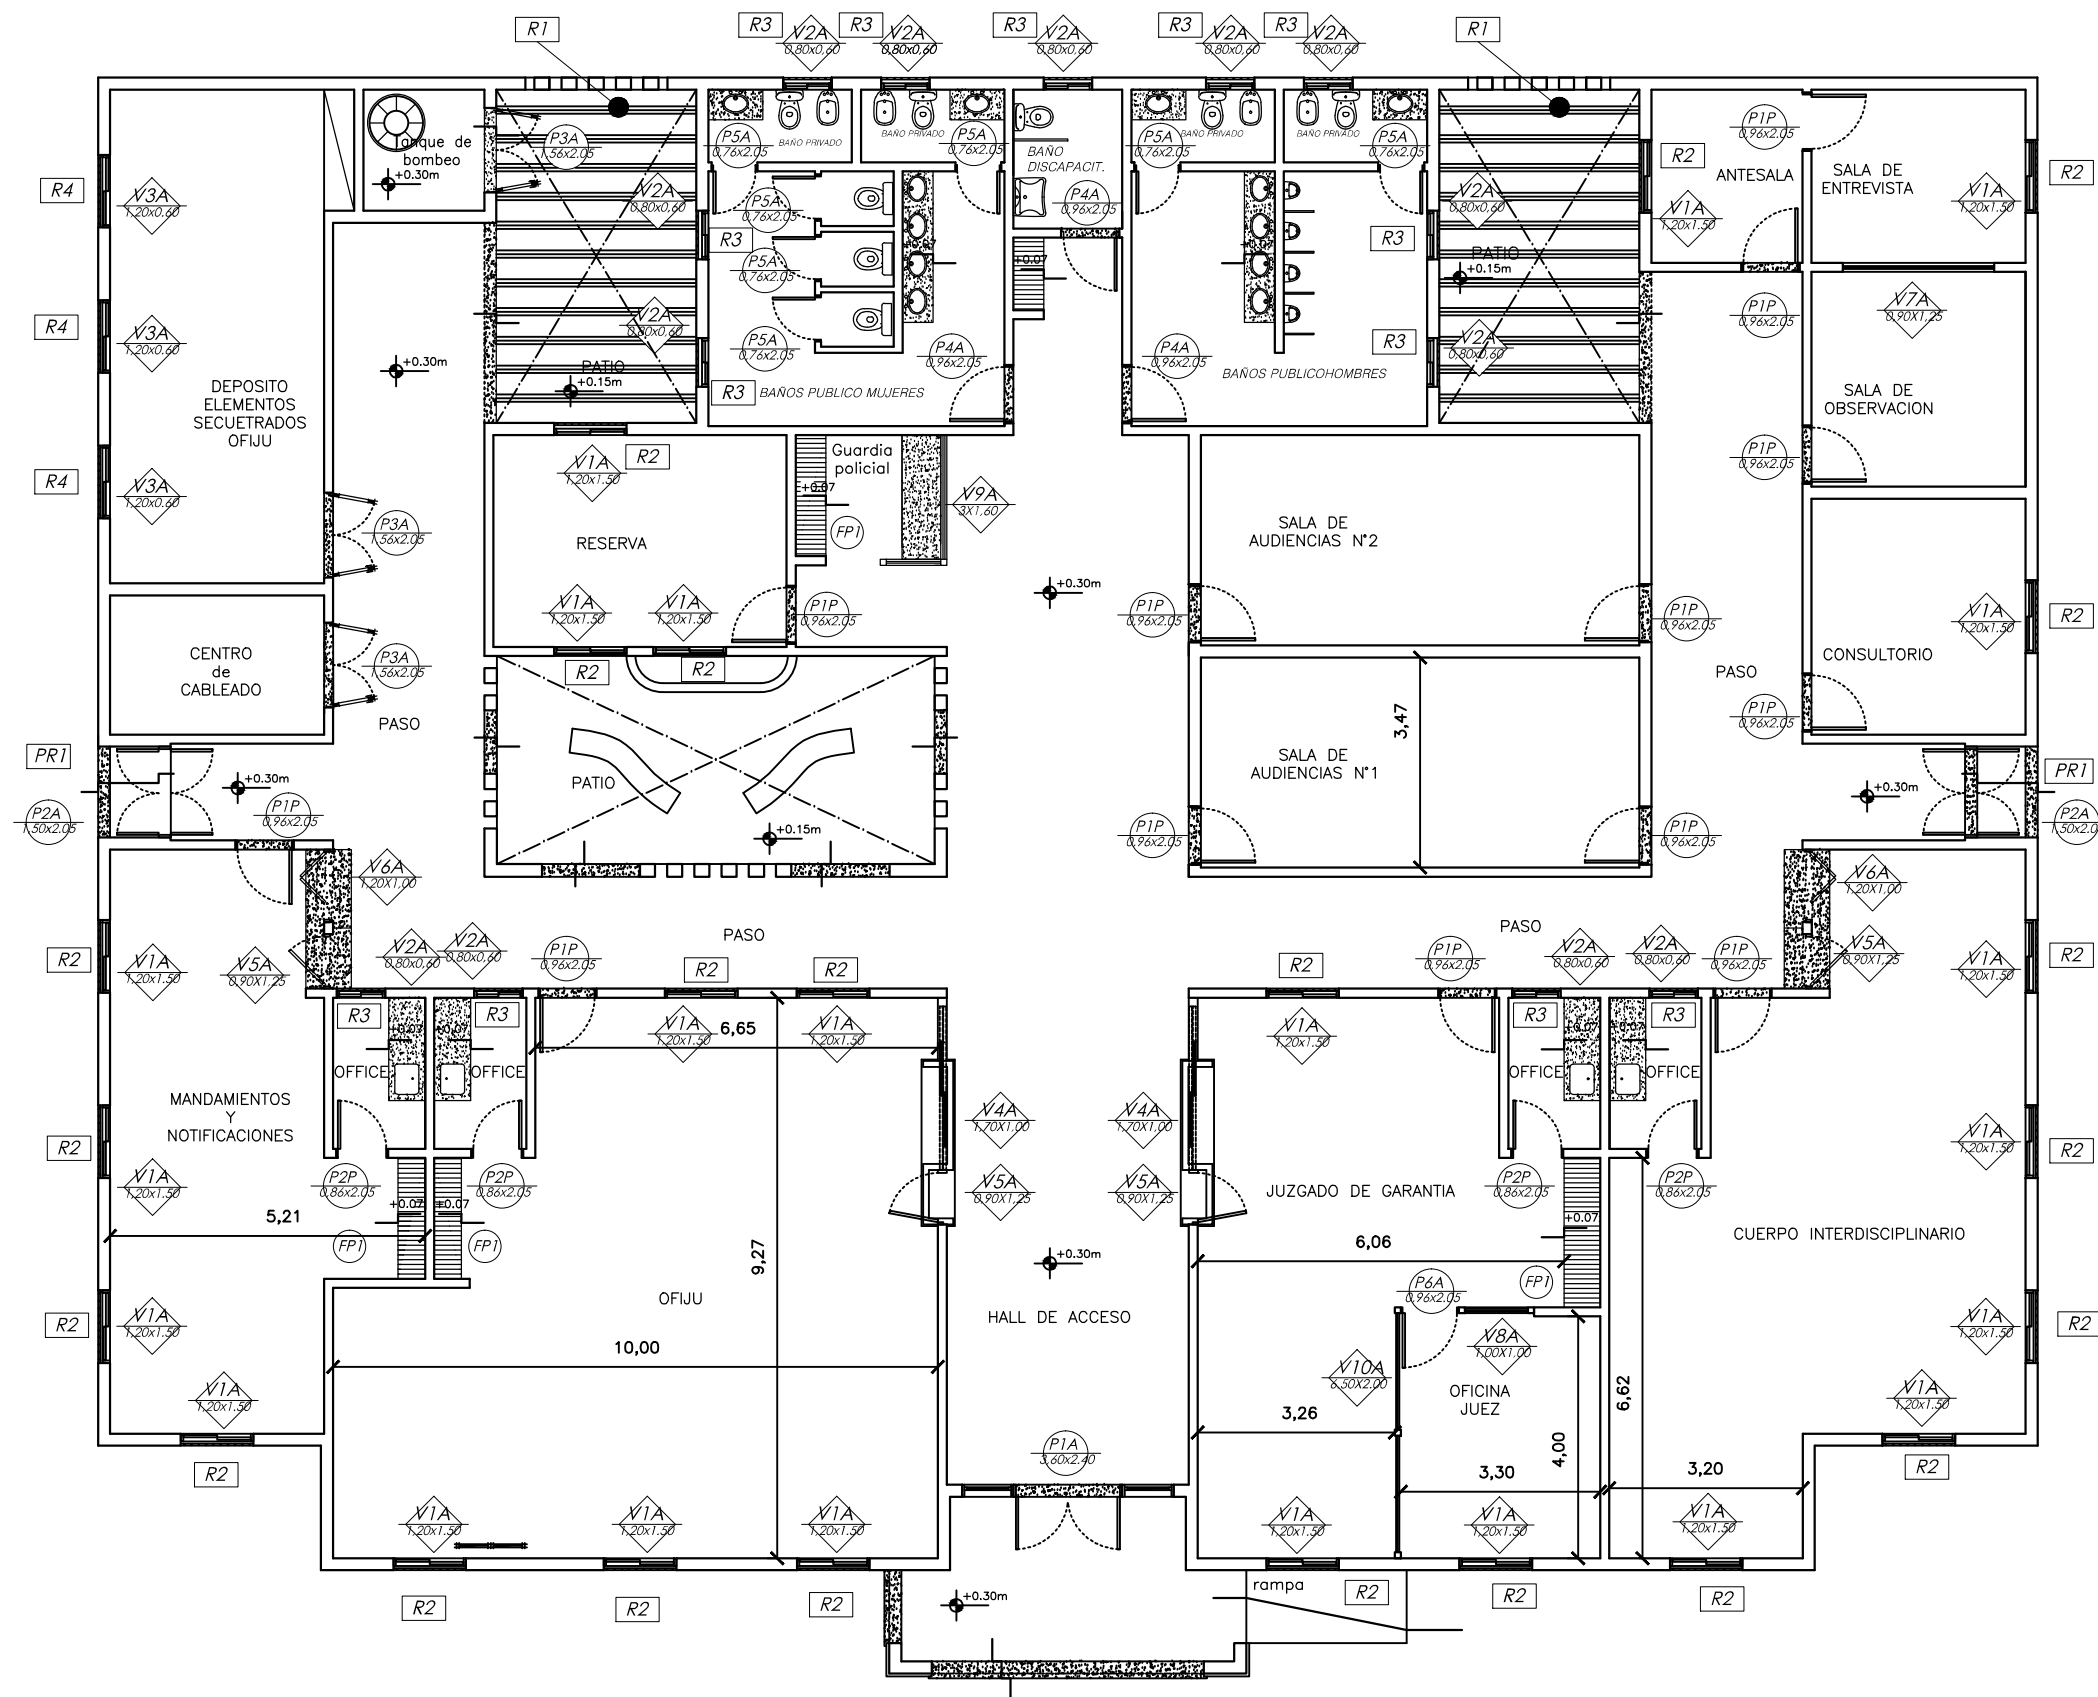 R1
R3
V2A
0,80x0,60
R3
V2A
0,80x0,60
R3
V2A
0,80x0,60
R3
V2A
0,80x0,60
R3
V2A
0,80x0,60
R1
Tanque de
bombeo
+0.30m
P3A
1,56x2.05
P5A
0,76x2.05
BAÑO PRIVADO
BAÑO PRIVADO
P5A
0,76x2.05
BAÑO
DISCAPACIT.
P4A
0,96x2.05
P5A
0,76x2.05
BAÑO PRIVADO
BAÑO PRIVADO
P5A
0,76x2.05
P1P
0,96x2.05
R2
ANTESALA
V1A
1,20x1.50
SALA DE
ENTREVISTA
V1A
1,20x1.50
R2
R4
V3A
1,20x0.60
V2A
0,80x0,60
R3
P5A
0,76x2.05
P5A
0,76x2.05
P5A
0,76x2.05
+0.07
+0.07
+0.07
R3
V2A
0,80x0,60
PATIO
+0.15m
R4
V3A
1,20x0.60
+0.30m
V2A
0,80x0,60
PATIO
+0.15m
R3
BAÑOS PUBLICO MUJERES
P4A
0,96x2.05
P4A
0,96x2.05
BAÑOS PUBLICOHOMBRES
R3
V2A
0,80x0,60
P1P
0,96x2.05
V7A
0,90X1,25
SALA DE
OBSERVACION
DEPOSITO
ELEMENTOS
SECUETRADOS
OFIJU
R4
V3A
1,20x0.60
P3A
1,56x2.05
V1A
1,20x1.50
R2
RESERVA
Guardia
policial
+0.07
FP1
V9A
3X1,60
SALA DE
AUDIENCIAS N°2
P1P
0,96x2.05
V1A
1,20x1.50
V1A
1,20x1.50
P1P
0,96x2.05
+0.30m
P1P
0,96x2.05
P1P
0,96x2.05
V1A
1,20x1.50
R2
CENTRO
de
CABLEADO
P3A
1,56x2.05
PASO
R2
R2
CONSULTORIO
PASO
P1P
0,96x2.05
3,47
PATIO
SALA DE
AUDIENCIAS N°1
PR1
P2A
1,50x2.05
+0.30m
P1P
0,96x2.05
+0.15m
P1P
0,96x2.05
P1P
0,96x2.05
+0.30m
PR1
P2A
1,50x2.0
V6A
1,20X1,00
V6A
1,20X1,00
PASO
PASO
R2
V1A
1,20x1.50
V5A
0,90X1,25
V2A
0,80x0,60
V2A
0,80x0,60
P1P
0,96x2.05
R2
R2
R2
P1P
0,96x2.05
V2A
0,80x0,60
V2A
0,80x0,60
P1P
0,96x2.05
V5A
0,90X1,25
V1A
1,20x1.50
R2
R3
+0.07
+0.07
R3
6,65
V1A
1,20x1.50
V1A
1,20x1.50
V1A
1,20x1.50
R3
+0.07
+0.07
R3
OFFICE
OFFICE
OFFICE
OFFICE
MANDAMIENTOS
Y
NOTIFICACIONES
R2
V4A
1,70X1,00
V4A
1,70X1,00
V1A
1,20x1.50
R2
V1A
1,20x1.50
P2P
0,86x2.05
P2P
0,86x2.05
V5A
0,90X1,25
V5A
0,90X1,25
JUZGADO DE GARANTIA
P2P
0,86x2.05
P2P
0,86x2.05
5,21
+0.07
+0.07
FP1
FP1
9,27
+0.30m
6,06
+0.07
FP1
CUERPO INTERDISCIPLINARIO
R2
V1A
1,20x1.50
OFIJU
HALL DE ACCESO
P6A
0,96x2.05
V1A
1,20x1.50
R2
10,00
V8A
1,00X1,00
V10A
6,50X2.00
V1A
1,20x1.50
R2
OFICINA
JUEZ
3,26
6,62
V1A
1,20x1.50
R2
P1A
3,60x2.40
4,00
3,30
3,20
V1A
1,20x1.50
V1A
1,20x1.50
V1A
1,20x1.50
V1A
1,20x1.50
V1A
1,20x1.50
V1A
1,20x1.50
R2
R2
R2
+0.30m
rampa
R2
R2
R2